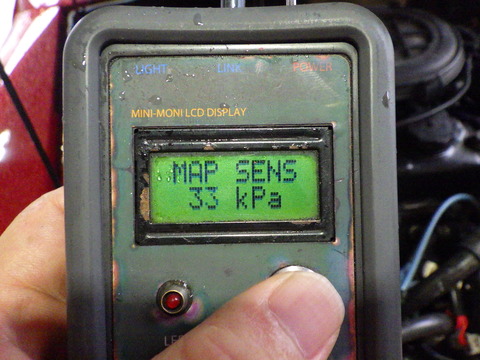 LIGHT LINK POWER
MINI-MONI LCD DISPLAY
MAP SENS
33 kPa